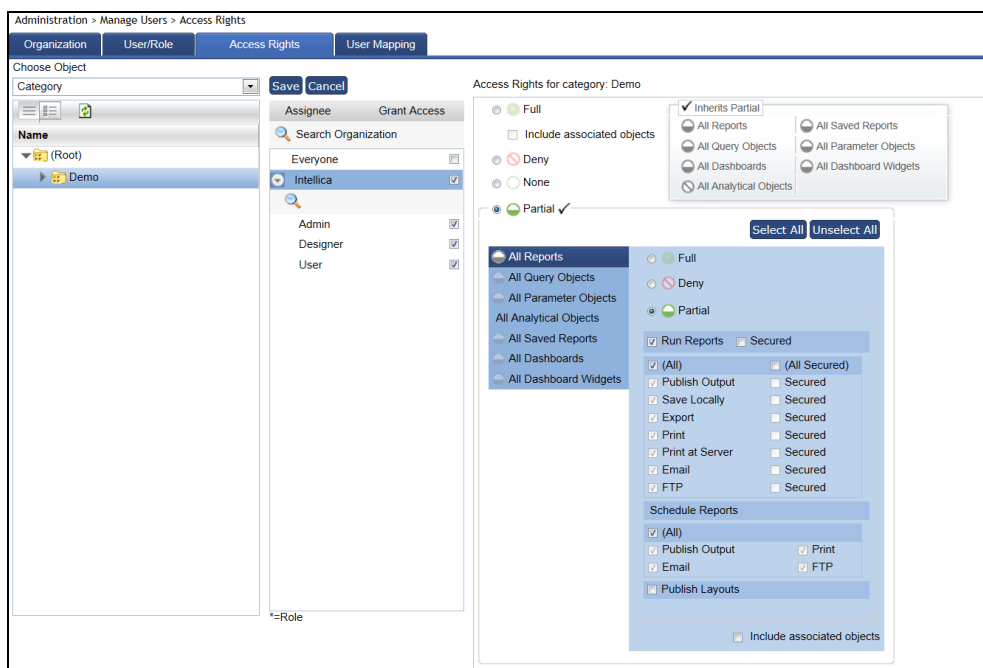 Administration > Manage Users > Access Rights
Organization User/Role Access Rights User Mapping
Choose Object
Category
Name
(Root)
Demo
Save Cancel
Assignee Grant Access
Search Organization
Everyone
Intellica
Admin
Designer
User
*=Role
Access Rights for category: Demo
Full
Include associated objects
Deny
None
Partial
Inherits Partial
All Reports All Saved Reports
All Query Objects All Parameter Objects
All Dashboards All Dashboard Widgets
All Analytical Objects
Select All Unselect All
All Reports
All Query Objects
All Parameter Objects
All Analytical Objects
All Saved Reports
All Dashboards
All Dashboard Widgets
Full
Deny
Partial
Run Reports Secured
(All) (All Secured)
Publish Output Secured
Save Locally Secured
Export Secured
Print Secured
Print at Server Secured
Email Secured
FTP Secured
Schedule Reports
(All)
Publish Output Print
Email FTP
Publish Layouts
Include associated objects